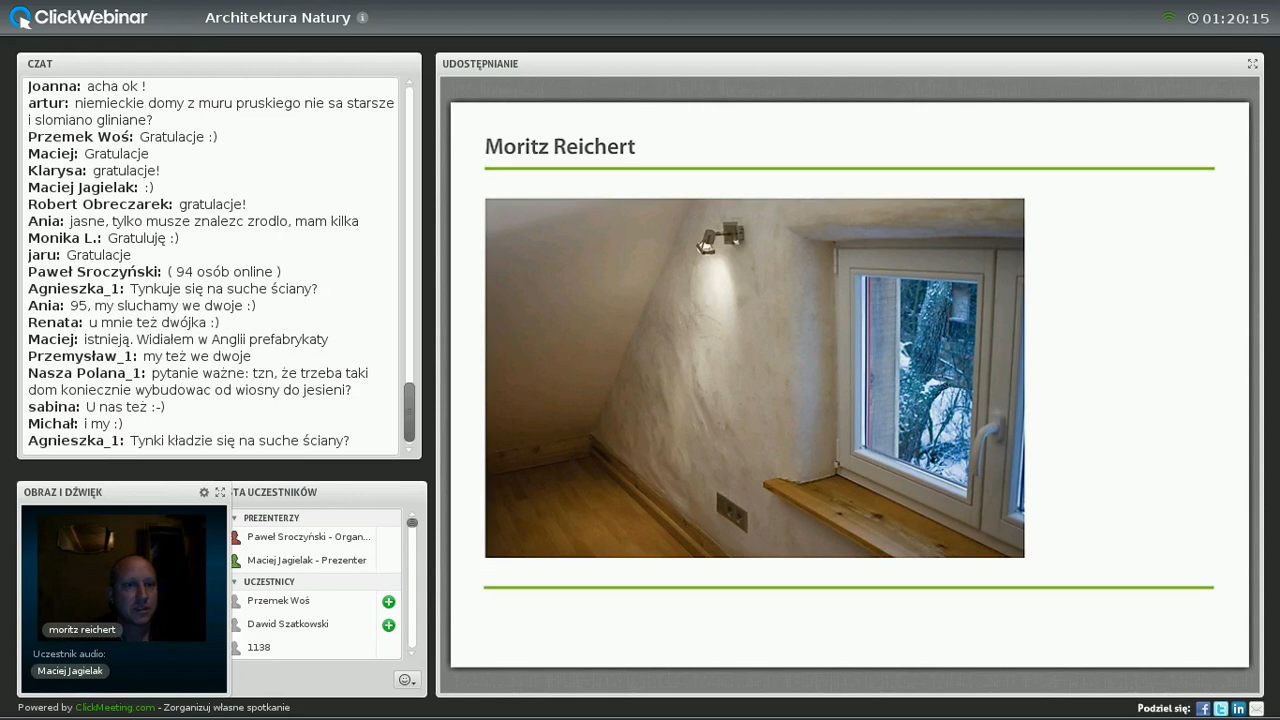 ClickWebinar
Architektura Natury
01:20:15
CZAT
Joanna: acha ok !
artur: niemieckie domy z muru pruskiego nie sa starsze
i slomiano gliniane?
Przemek Woś: Gratulacje :)
Maciej: Gratulacje
Klarysa: gratulacje!
Maciej Jagielak: :)
Robert Obreczarek: gratulacje!
Ania: jasne, tylko musze znalezc zrodlo, mam kilka
Monika L.: Gratuluję :)
jaru: Gratulacje
Paweł Sroczyński: ( 94 osób online )
Agnieszka_1: Tynkuje się na suche ściany?
Ania: 95, my sluchamy we dwoje :)
Renata: u mnie też dwójka :)
Maciej: istnieją. Widiałem w Anglii prefabrykaty
Przemysław_1: my też we dwoje
Nasza Polana_1: pytanie ważne: tzn, że trzeba taki
dom koniecznie wybudowac od wiosny do jesieni?
sabina: U nas też :-)
Michał: i my :)
Agnieszka_1: Tynki kładzie się na suche ściany?
UDOSTĘPNIANIE
Moritz Reichert
OBRAZ I DŹWIĘK
moritz reichert
Uczestnik audio:
Maciej Jagielak
TA UCZESTNIKÓW
PREZENTERZY
Paweł Sroczyński - Organ...
Maciej Jagielak - Prezenter
UCZESTNICY
Przemek Woś
Dawid Szatkowski
1138
Powered by ClickMeeting.com - Zorganizuj własne spotkanie
Podziel się: